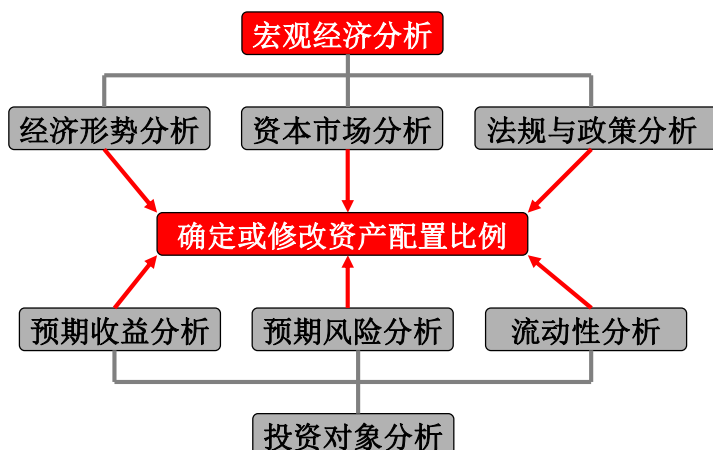 宏观经济分析
经济形势分析
资本市场分析
法规与政策分析
确定或修改资产配置比例
预期收益分析
预期风险分析
流动性分析
投资对象分析